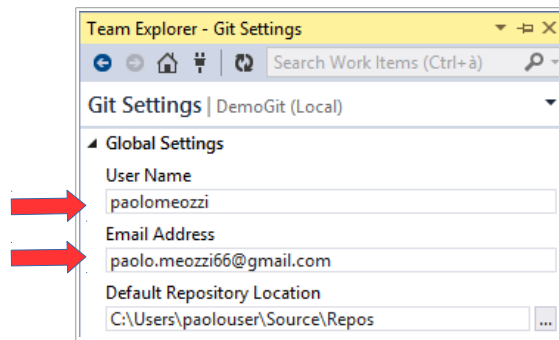 Team Explorer - Git Settings
Search Work Items (Ctrl+à)
Git Settings | DemoGit (Local)
Global Settings
User Name
paolomeozzi
Email Address
paolo.meozzi66@gmail.com
Default Repository Location
C:\Users\paolouser\Source\Repos
...